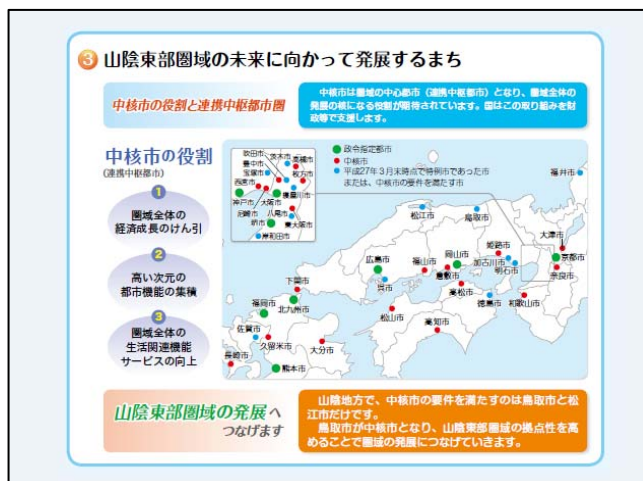 3 山陰東部圏域の未来に向かって発展するまち
中核市の役割と連携中枢都市圏
中核市は圏域の中心都市（連携中枢都市）となり、圏域全体の
発展の核になる役割が期待されています。国はこの取り組みを財
政等で支援します。
中核市の役割
(連携中枢都市)
1
圏域全体の
経済成長のけん引
2
高い次元の
都市機能の集積
3
圏域全体の
生活関連機能
サービスの向上
政令指定都市
中核市
平成27年3月末時点で特例市であった市
または、中核市の要件を満たす市
吹田市
茨木市
豊中市
高槻市
宝塚市
枚方市
西宮市
寝屋川市
神戸市
大阪市
尼崎市
八尾市
堺市
東大阪市
岸和田市
福井市
松江市
鳥取市
大津市
京都市
奈良市
姫路市
加古川市
明石市
岡山市
倉敷市
福山市
広島市
呉市
高松市
徳島市
和歌山市
松山市
高知市
下関市
福岡市
北九州市
佐賀市
久留米市
大分市
長崎市
熊本市
山陰東部圏域の発展へ
つなげます
山陰地方で、中核市の要件を満たすのは鳥取市と松
江市だけです。
鳥取市が中核市となり、山陰東部圏域の拠点性を
高めることで圏域の発展につなげていきます。